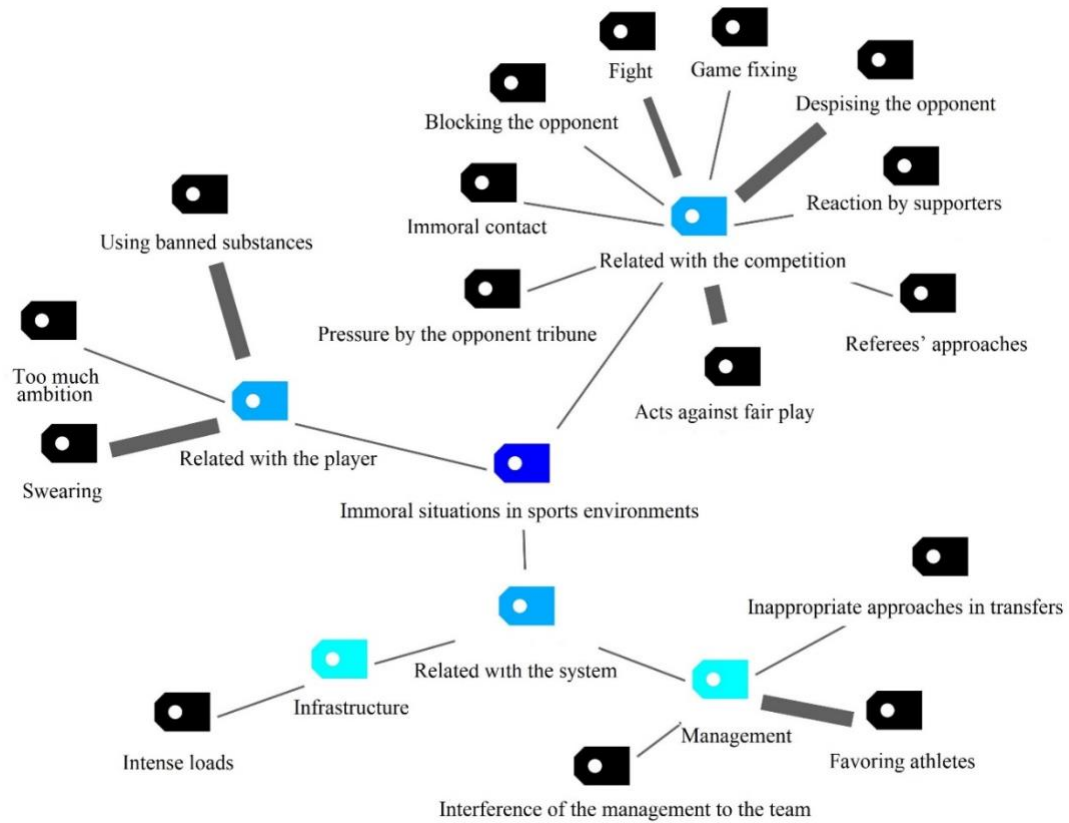 Fight
Game fixing
Despising the opponent
Blocking the opponent
Reaction by supporters
Immoral contact
Using banned substances
Related with the competition
Pressure by the opponent tribune
Referees' approaches
Too much
ambition
Acts against fair play
Related with the player
Swearing
Immoral situations in sports environments
Inappropriate approaches in transfers
Related with the system
Infrastructure
Management
Intense loads
Favoring athletes
Interference of the management to the team